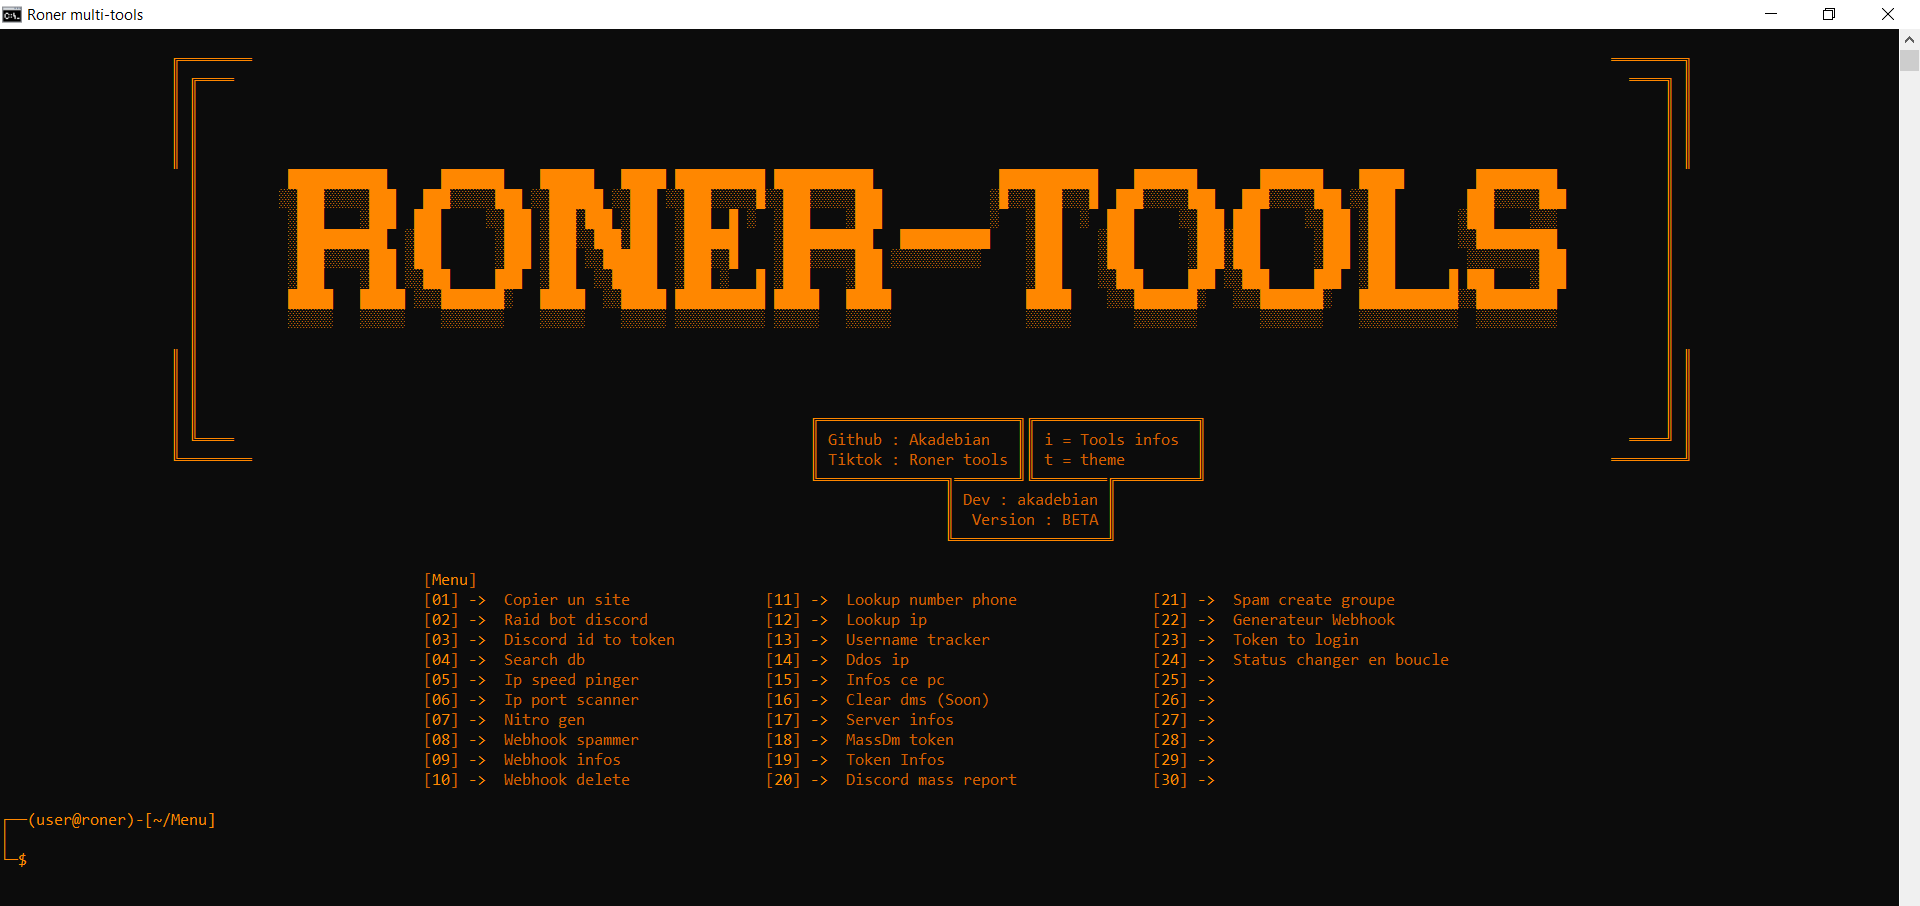 Roner multi-tools
RONER-TOOLS
Github : Akadebian
Tiktok : Roner tools
i = Tools infos
t = theme
Dev : akadebian
Version : BETA
[Menu]
[01] -> Copier un site
[02] -> Raid bot discord
[03] -> Discord id to token
[04] -> Search db
[05] -> Ip speed pinger
[06] -> Ip port scanner
[07] -> Nitro gen
[08] -> Webhook spammer
[09] -> Webhook infos
[10] -> Webhook delete
[11] -> Lookup number phone
[12] -> Lookup ip
[13] -> Username tracker
[14] -> Ddos ip
[15] -> Infos ce pc
[16] -> Clear dms (Soon)
[17] -> Server infos
[18] -> MassDm token
[19] -> Token Infos
[20] -> Discord mass report
[21] -> Spam create groupe
[22] -> Generateur Webhook
[23] -> Token to login
[24] -> Status changer en boucle
[25] ->
[26] ->
[27] ->
[28] ->
[29] ->
[30] ->
(user@roner)-[~/Menu]
$